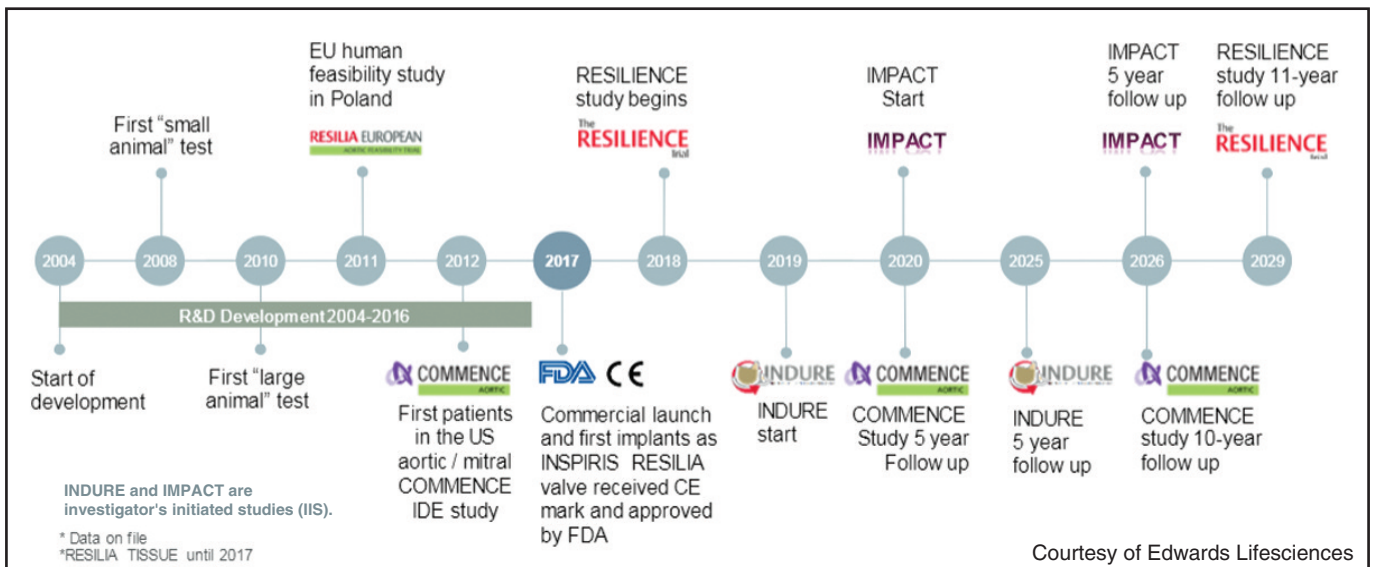 EU human
feasibility study
in Poland
RESILIA EUROPEAN
AORTIC FEASIBILITY TRIAL
First “small
animal” test
RESILIENCE
study begins
The
RESILIENCE
trial
IMPACT
Start
IMPACT
IMPACT
5 year
follow up
IMPACT
RESILIENCE
study 11-year
follow up
The
RESILIENCE
trial
2004
2008
2010
2011
2012
2017
2018
2019
2020
2025
2026
2029
R&D Development 2004-2016
Start of
development
First “large
animal” test
COMMENCE
AORTIC
First patients
in the US
aortic / mitral
COMMENCE
IDE study
FDA CE
Commercial launch
and first implants as
INSPIRIS RESILIA
valve received CE
mark and approved
by FDA
INDURE
INDURE
start
COMMENCE
AORTIC
COMMENCE
Study 5 year
Follow up
INDURE
INDURE
5 year
follow up
COMMENCE
AORTIC
COMMENCE
study 10-year
follow up
INDURE and IMPACT are
investigator's initiated studies (IIS).
* Data on file
*RESILIA TISSUE until 2017
Courtesy of Edwards Lifesciences